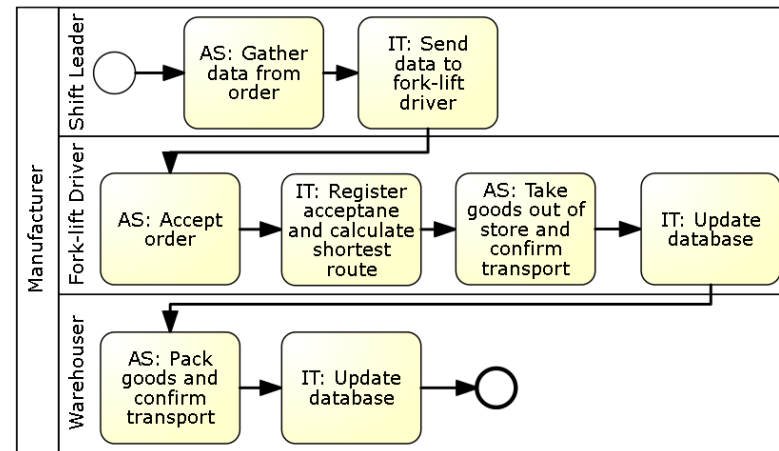 Manufacturer
Shift Leader
AS: Gather
data from
order
IT: Send
data to
fork-lift
driver
Fork-lift Driver
AS: Accept
order
IT: Register
acceptane
and calculate
shortest
route
AS: Take
goods out of
store and
confirm
transport
IT: Update
database
Warehouser
AS: Pack
goods and
confirm
transport
IT: Update
database